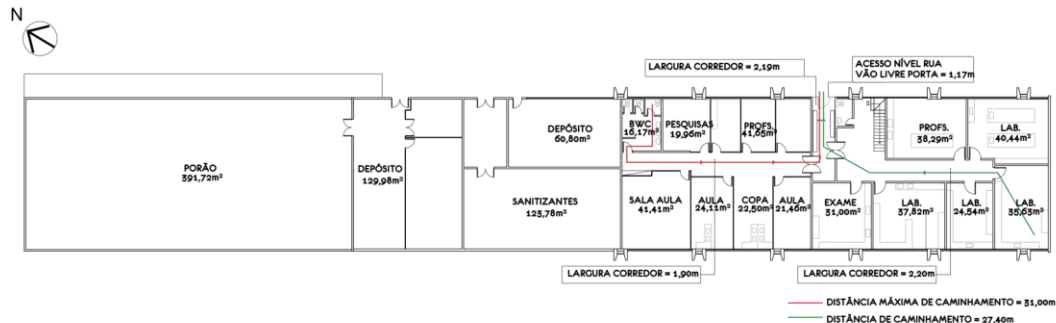 N
LARGURA CORREDOR = 2,19m
ACESSO NÍVEL RUA
VÃO LIVRE PORTA = 1,17m
PORÃO
391,72m²
DEPÓSITO
129,98m²
DEPÓSITO
60,80m²
BWC
16,17m²
PESQUISAS
19,96m²
PROFS.
41,65m²
PROFS.
38,29m²
LAB.
40,44m²
SANITIZANTES
123,78m²
SALA AULA
41,41m²
AULA
24,11m²
COPA
22,50m²
AULA
21,46m²
EXAME
31,00m²
LAB.
37,82m²
LAB.
24,54m²
LAB.
35,63m²
LARGURA CORREDOR = 1,90m
LARGURA CORREDOR = 2,20m
DISTÂNCIA MÁXIMA DE CAMINHAMENTO = 31,00m
DISTÂNCIA DE CAMINHAMENTO = 27,40m